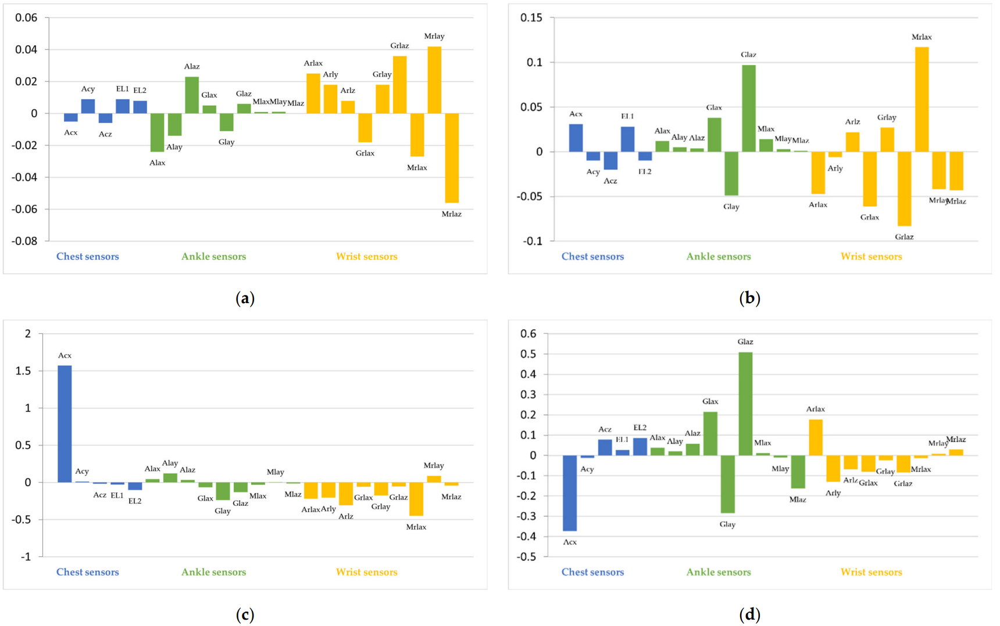 0.06
0.04
0.02
0
-0.02
-0.04
-0.06
-0.08
Acx
Acy
Acz
EL1
EL2
Alax
Alay
Alaz
Glax
Glay
Glaz
Mlax
Mlay
Mlaz
Arlax
Arly
Arlz
Grlax
Grlay
Grlaz
Mrlax
Mrlay
Mrlaz
Chest sensors
Ankle sensors
Wrist sensors
(a)
0.15
0.1
0.05
0
-0.05
-0.1
Acx
Acy
Acz
EL1
EL2
Alax
Alay
Alaz
Glax
Glay
Glaz
Mlax
Mlay
Mlaz
Arlax
Arly
Arlz
Grlax
Grlay
Grlaz
Mrlax
Mrlay
Mrlaz
Chest sensors
Ankle sensors
Wrist sensors
(b)
2
1.5
1
0.5
0
-0.5
-1
Acx
Acy
Acz
EL1
EL2
Alax
Alay
Alaz
Glax
Glay
Glaz
Mlax
Mlay
Mlaz
Arlax
Arly
Arlz
Grlax
Grlay
Grlaz
Mrlax
Mrlay
Mrlaz
Chest sensors
Ankle sensors
Wrist sensors
(c)
0.6
0.5
0.4
0.3
0.2
0.1
0
-0.1
-0.2
-0.3
-0.4
-0.5
Acx
Acy
Acz
EL1
EL2
Alax
Alay
Alaz
Glax
Glay
Glaz
Mlax
Mlay
Mlaz
Arlax
Arly
Arlz
Grlax
Grlay
Grlaz
Mrlax
Mrlay
Mrlaz
Chest sensors
Ankle sensors
Wrist sensors
(d)